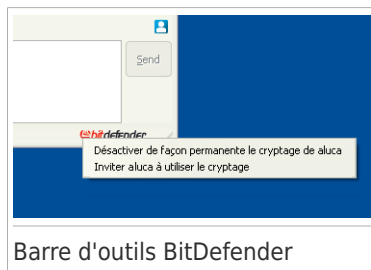 Send
bitdefender
Désactiver de façon permanente le cryptage de aluca
Inviter aluca à utiliser le cryptage
Barre d'outils BitDefender